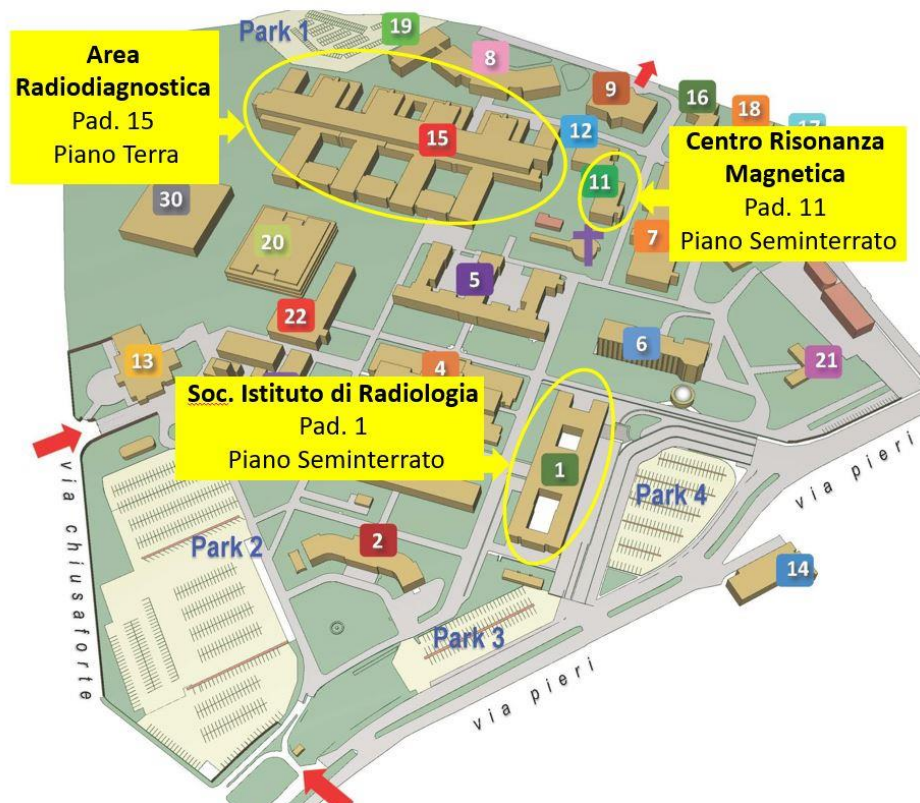 Park 1
19
8
Area
Radiodiagnostica
Pad. 15
Piano Terra
9
16
18
17
15
12
Centro Risonanza
Magnetica
Pad. 11
Piano Seminterrato
11
30
20
7
5
22
6
21
13
4
Soc. Istituto di Radiologia
Pad. 1
Piano Seminterrato
1
Park 4
via pieri
via chiusaforte
Park 2
2
14
Park 3
via pieri